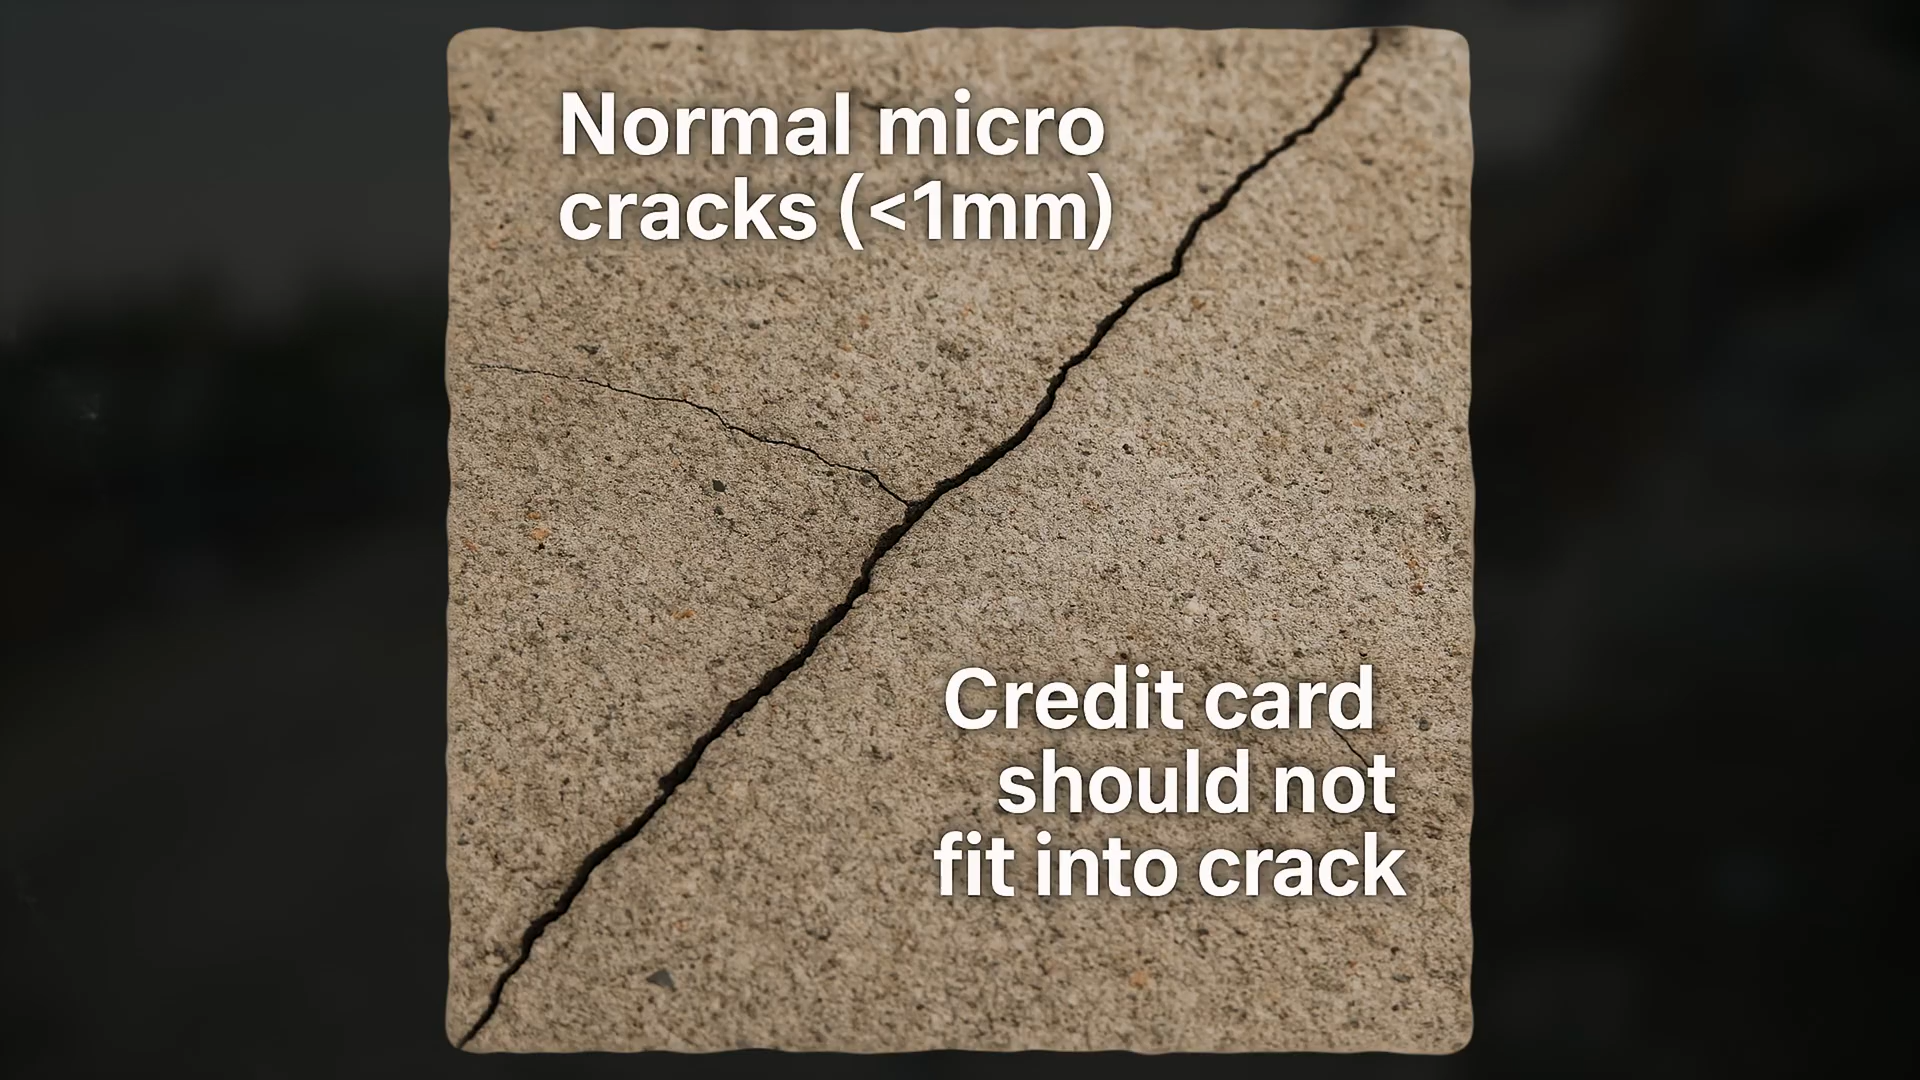 Normal micro
cracks (<1mm)
Credit card
should not
fit into crack